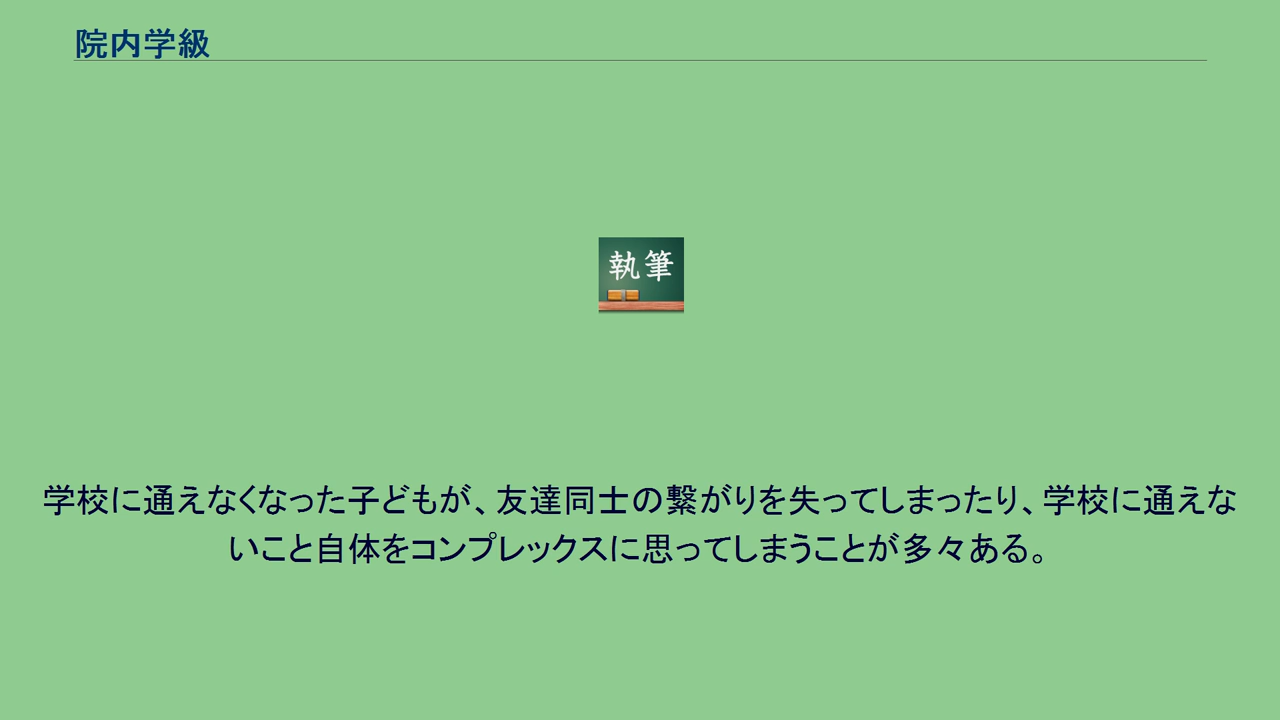 院内学級
執筆
学校に通えなくなった子どもが、友達同士の繋がりを失ってしまったり、学校に通えな
いこと自体をコンプレックスに思ってしまうことが多々ある。